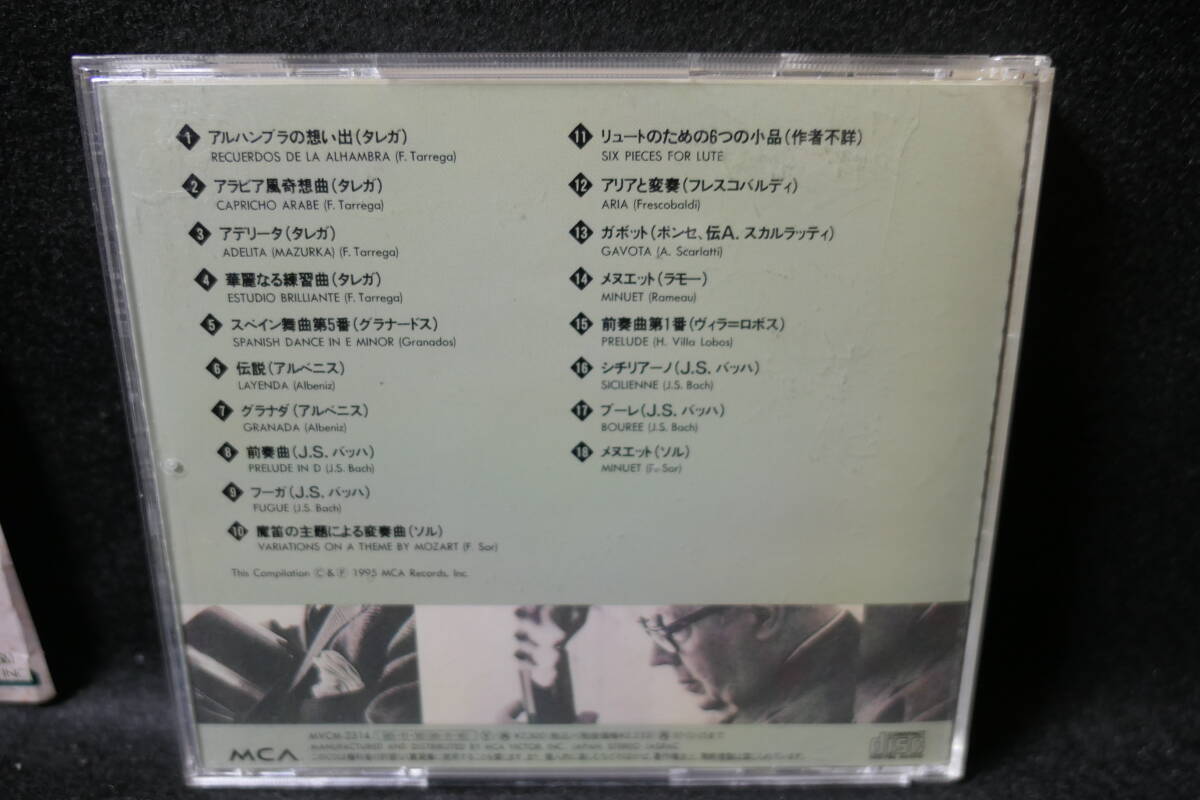 1 アルハンブラの想い出(タレガ)
RECUERDOS DE LA ALHAMBRA (F. Tarrega)
2 アラビア風奇想曲(タレガ)
CAPRICHO ARABE (F. Tarrega)
3 アデリータ(タレガ)
ADELITA (MAZURKA) (F. Tarrega)
4 華麗なる練習曲(タレガ)
ESTUDIO BRILLIANTE (F. Tarrega)
5 スペイン舞曲第5番(グラナードス)
SPANISH DANCE IN E MINOR (Granados)
6 伝説(アルベニス)
LAYENDA (Albeniz)
7 グラナダ(アルベニス)
GRANADA (Albeniz)
8 前奏曲(J.S.バッハ)
PRELUDE IN D (J.S. Bach)
9 フーガ(J.S.バッハ)
FUGUE (J.S. Bach)
10 魔笛の主題による変奏曲(ソル)
VARIATIONS ON A THEME BY MOZART (F. Sor)
11 リュートのための6つの小品(作者不詳)
SIX PIECES FOR LUTE
12 アリアと変奏(フレスコバルディ)
ARIA (Frescobaldi)
13 ガボット(ポンセ、伝A.スカルラッティ)
GAVOTA (A. Scarlatti)
14 メヌエット(ラモー)
MINUET (Rameau)
15 前奏曲第1番(ヴィラ=ロボス)
PRELUDE (H. Villa Lobos)
16 シチリアーノ(J.S.バッハ)
SICILIENNE (J.S. Bach)
17 ブーレ(J.S.バッハ)
BOUREE (J.S. Bach)
18 メヌエット(ソル)
MINUET (F. Sor)
This Compilation Ⓒ & Ⓟ 1995 MCA Records, Inc.
MCA
MANUFACTURED AND DISTRIBUTED BY MCA VICTOR, INC. JAPAN STEREO JASRAC
disc